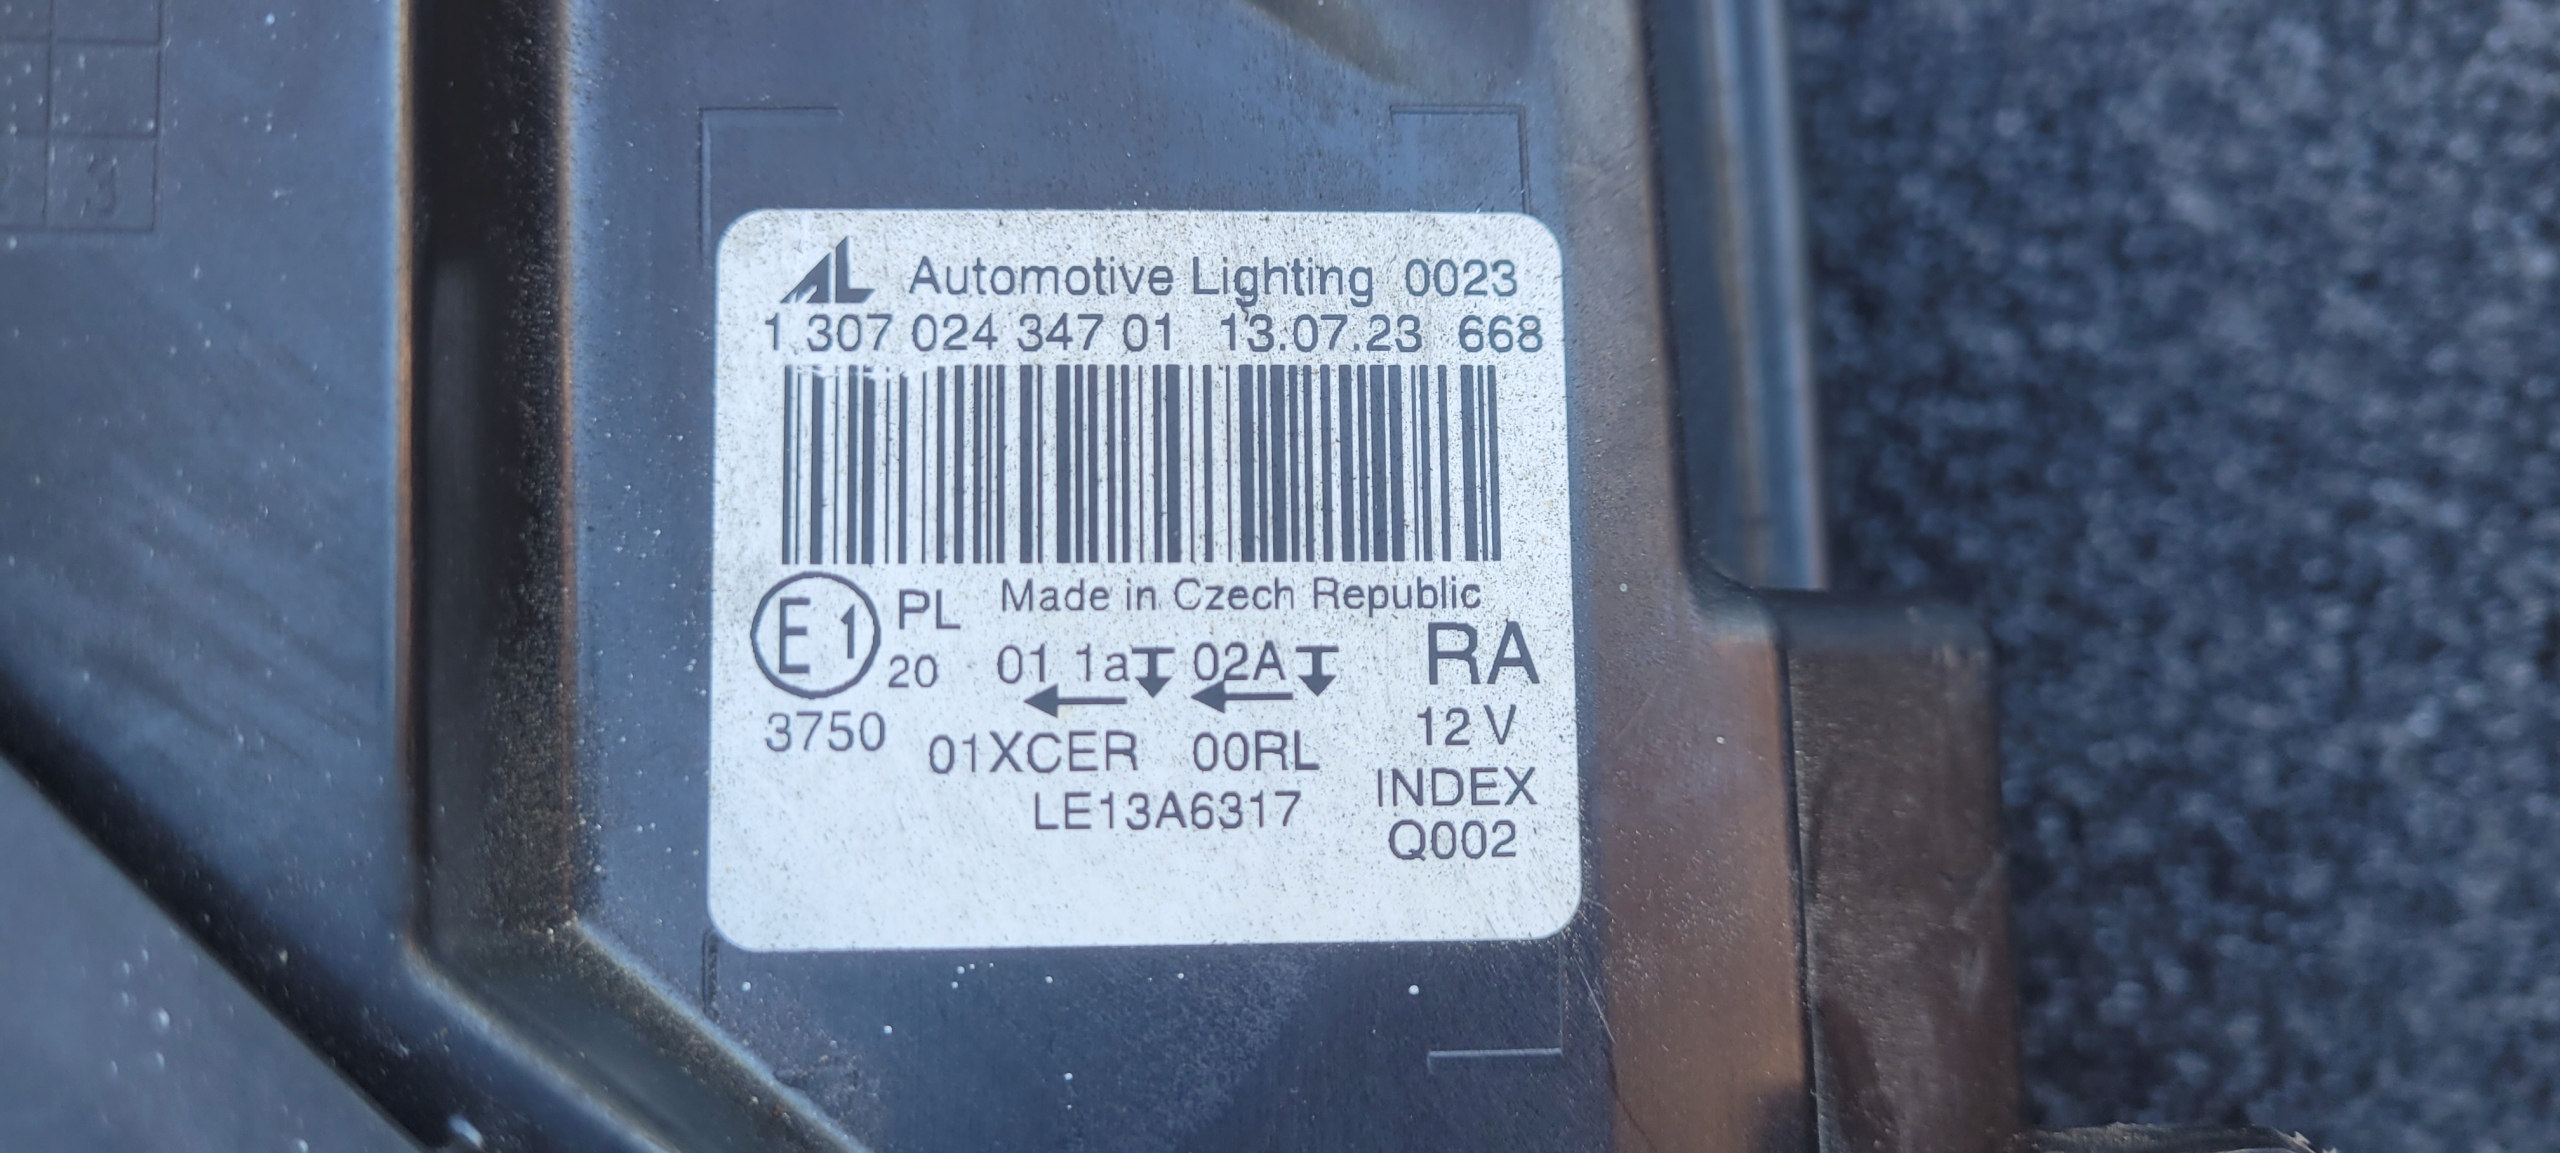 AL Automotive Lighting 0023
1 307 024 347 01 13.07.23 668
Made in Czech Republic
E1 PL 20 01 1a 02A RA
3750 01XCER 00RL 12 V
LE13A6317
INDEX
Q002
3